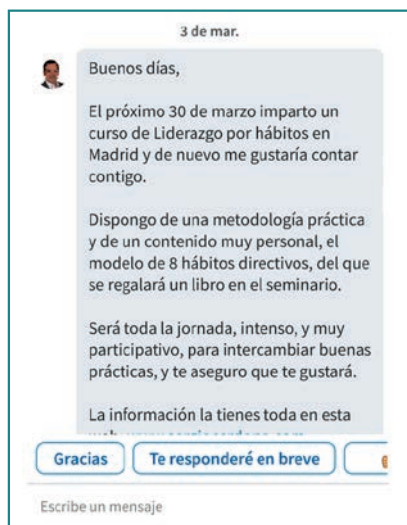 3 de mar.
Buenos días,
El próximo 30 de marzo imparto un
curso de Liderazgo por hábitos en
Madrid y de nuevo me gustaría contar
contigo.
Dispongo de una metodología práctica
y de un contenido muy personal, el
modelo de 8 hábitos directivos, del que
se regalará un libro en el seminario.
Será toda la jornada, intenso, y muy
participativo, para intercambiar buenas
prácticas, y te aseguro que te gustará.
La información la tienes toda en esta
Gracias
Te responderé en breve
Escribe un mensaje